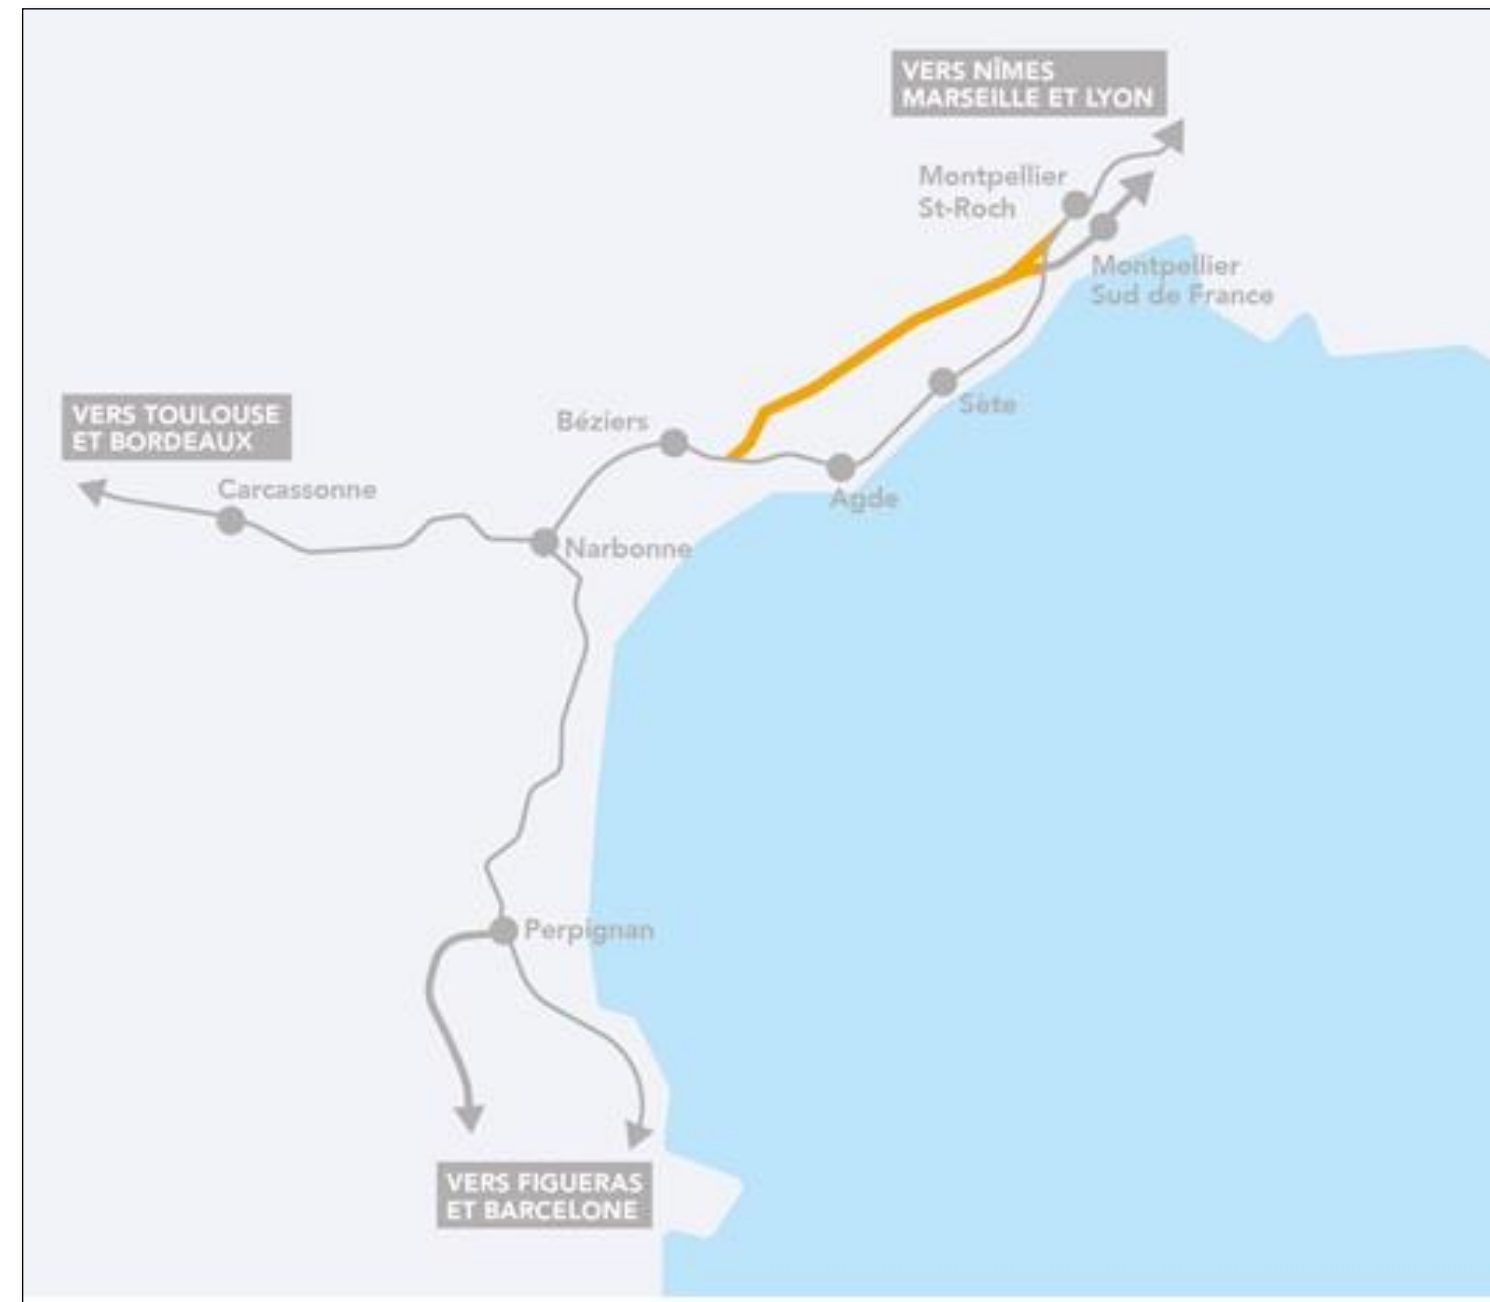 VERS NÎMES
MARSEILLE ET LYON
Montpellier
St-Roch
Montpellier
Sud de France
Sète
VERS TOULOUSE
ET BORDEAUX
Béziers
Agde
Carcassonne
Narbonne
Perpignan
VERS FIGUERAS
ET BARCELONE